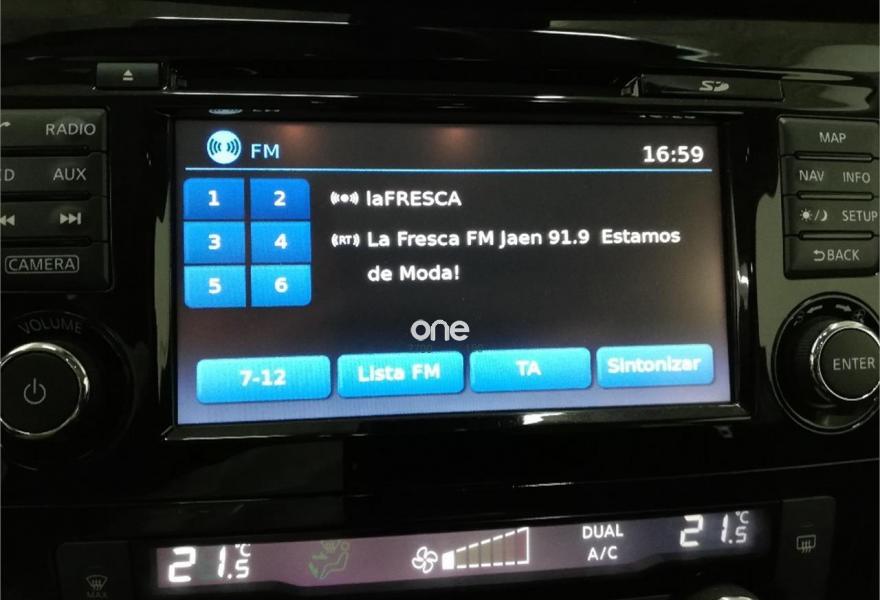 SD
RADIO
MAP
FM
16:59
CD
AUX
NAV
INFO
1
2
laFRESCA
3
4
(RT) La Fresca FM Jaen 91.9 Estamos
SETUP
de Moda!
BACK
CAMERA
5
6
VOLUME
one
7-12
Lista FM
TA
Sintonizar
ENTER
21.5°C
DUAL
A/C
21.5°C
MAX